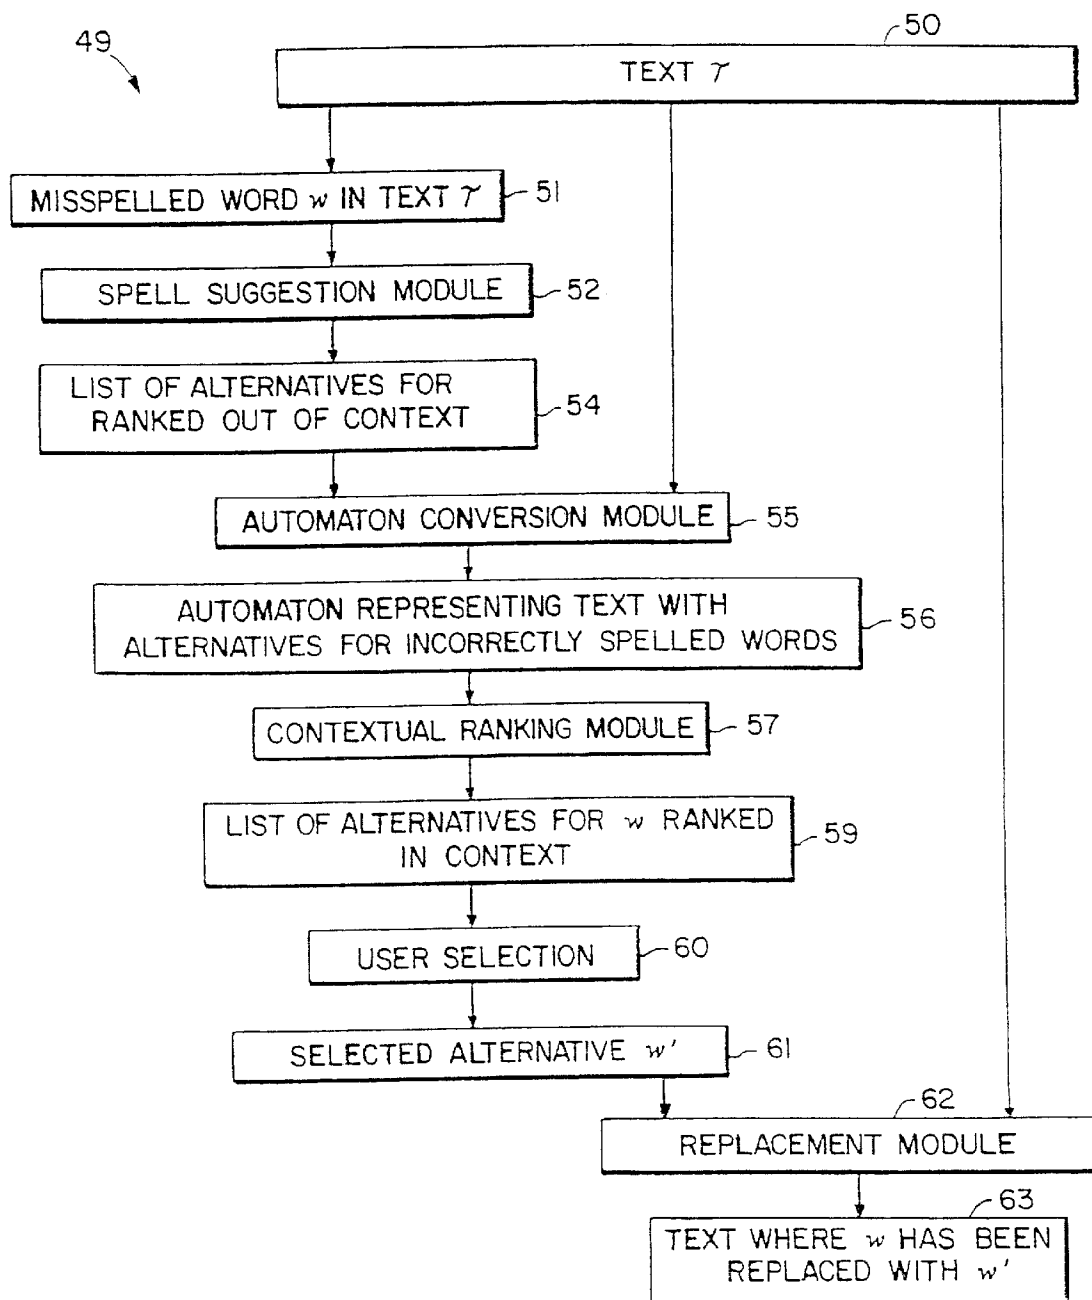 50
49
TEXT 𝒯
MISSPELLED WORD w IN TEXT 𝒯
51
SPELL SUGGESTION MODULE
52
LIST OF ALTERNATIVES FOR
RANKED OUT OF CONTEXT
54
AUTOMATON CONVERSION MODULE
55
AUTOMATON REPRESENTING TEXT WITH
ALTERNATIVES FOR INCORRECTLY SPELLED WORDS
56
CONTEXTUAL RANKING MODULE
57
LIST OF ALTERNATIVES FOR w RANKED
IN CONTEXT
59
USER SELECTION
60
SELECTED ALTERNATIVE w'
61
62
REPLACEMENT MODULE
63
TEXT WHERE w HAS BEEN
REPLACED WITH w'